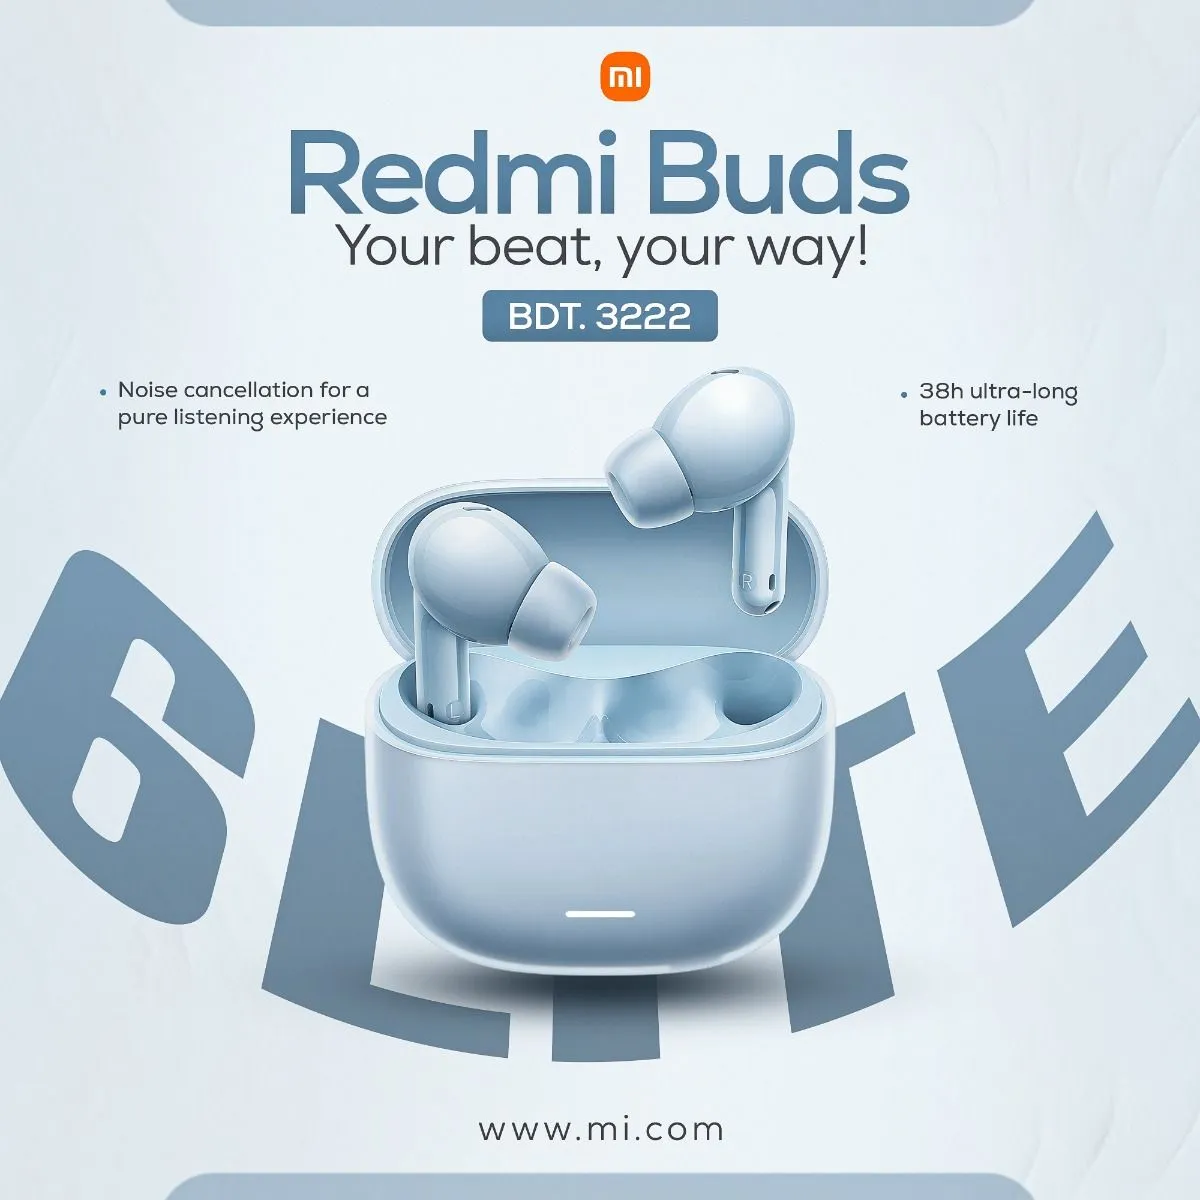 mi
Redmi Buds
Your beat, your way!
BDT. 3222
Noise cancellation for a
pure listening experience
38h ultra-long
battery life
R
L
6 LITE
www.mi.com